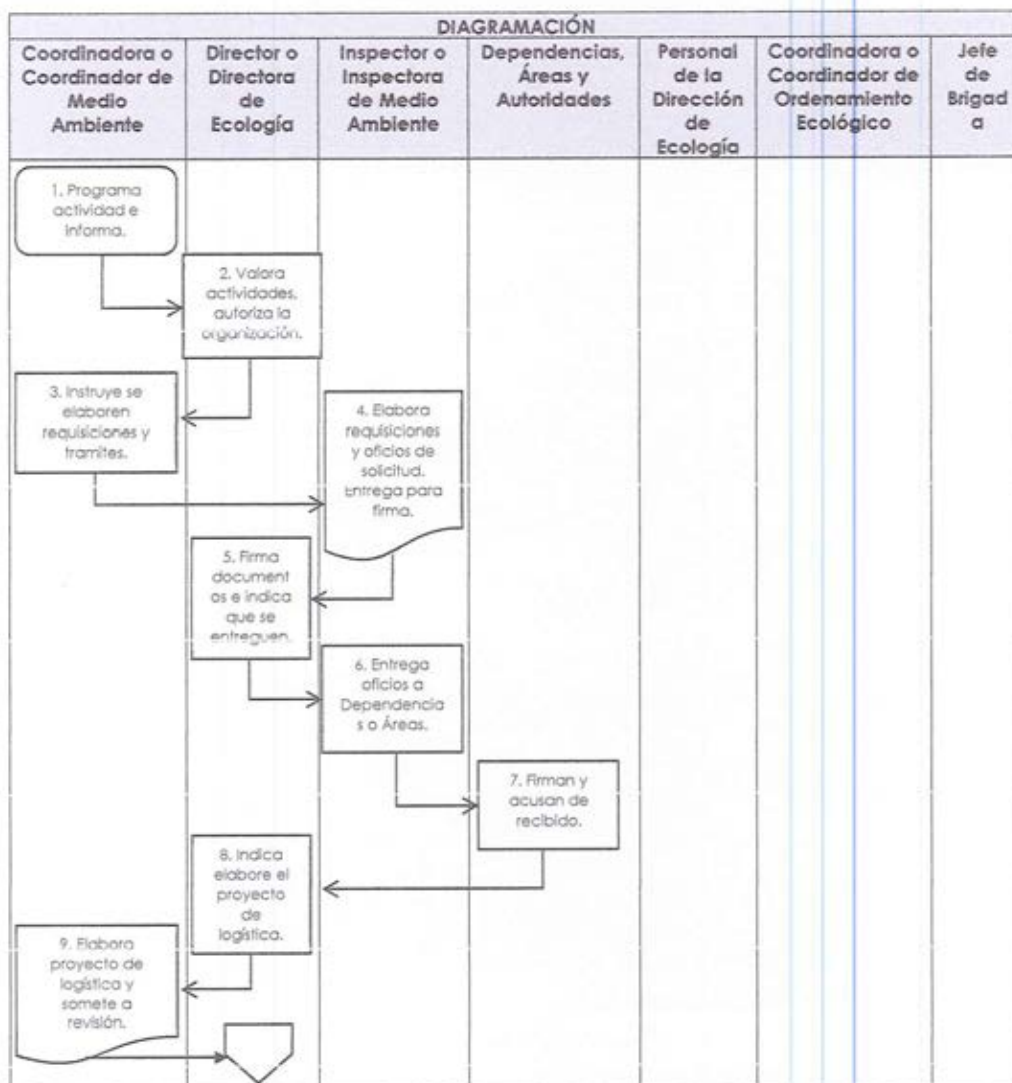 DIAGRAMACIÓN
Coordinadora o
Coordinador de
Medio
Ambiente
Director o
Directora
de
Ecología
Inspector o
Inspectora
de Medio
Ambiente
Dependencias,
Áreas y
Autoridades
Personal
de la
Dirección
de
Ecología
Coordinadora o
Coordinador de
Ordenamiento
Ecológico
Jefe
de
Brigad
a
1. Programa
actividad e
informa.
2. Valora
actividades,
autoriza la
organización.
3. Instruye se
elaboren
requisiciones y
tramites.
4. Elabora
requisiciones
y oficios de
solicitud.
Entrega para
firma.
5. Firma
document
os e indica
que se
entreguen.
6. Entrega
oficios a
Dependencia
s o Áreas.
7. Firman y
acusan de
recibido.
8. Indica
elabore el
proyecto
de
logística.
9. Elabora
proyecto de
logística y
somete a
revisión.